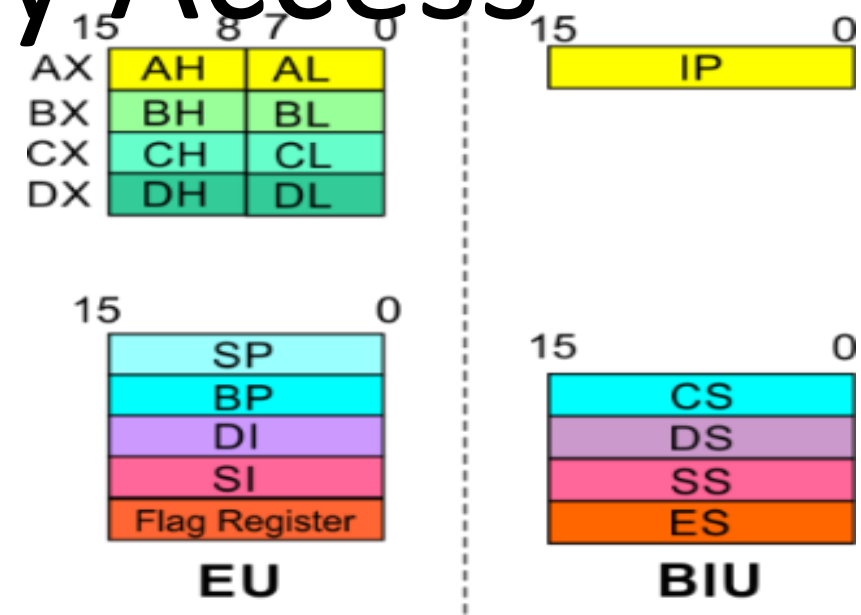 y Access
15 8 7 0
AX AH AL
BX BH BL
CX CH CL
DX DH DL
15 0
SP
BP
DI
SI
Flag Register
EU
15 0
IP
15 0
CS
DS
SS
ES
BIU